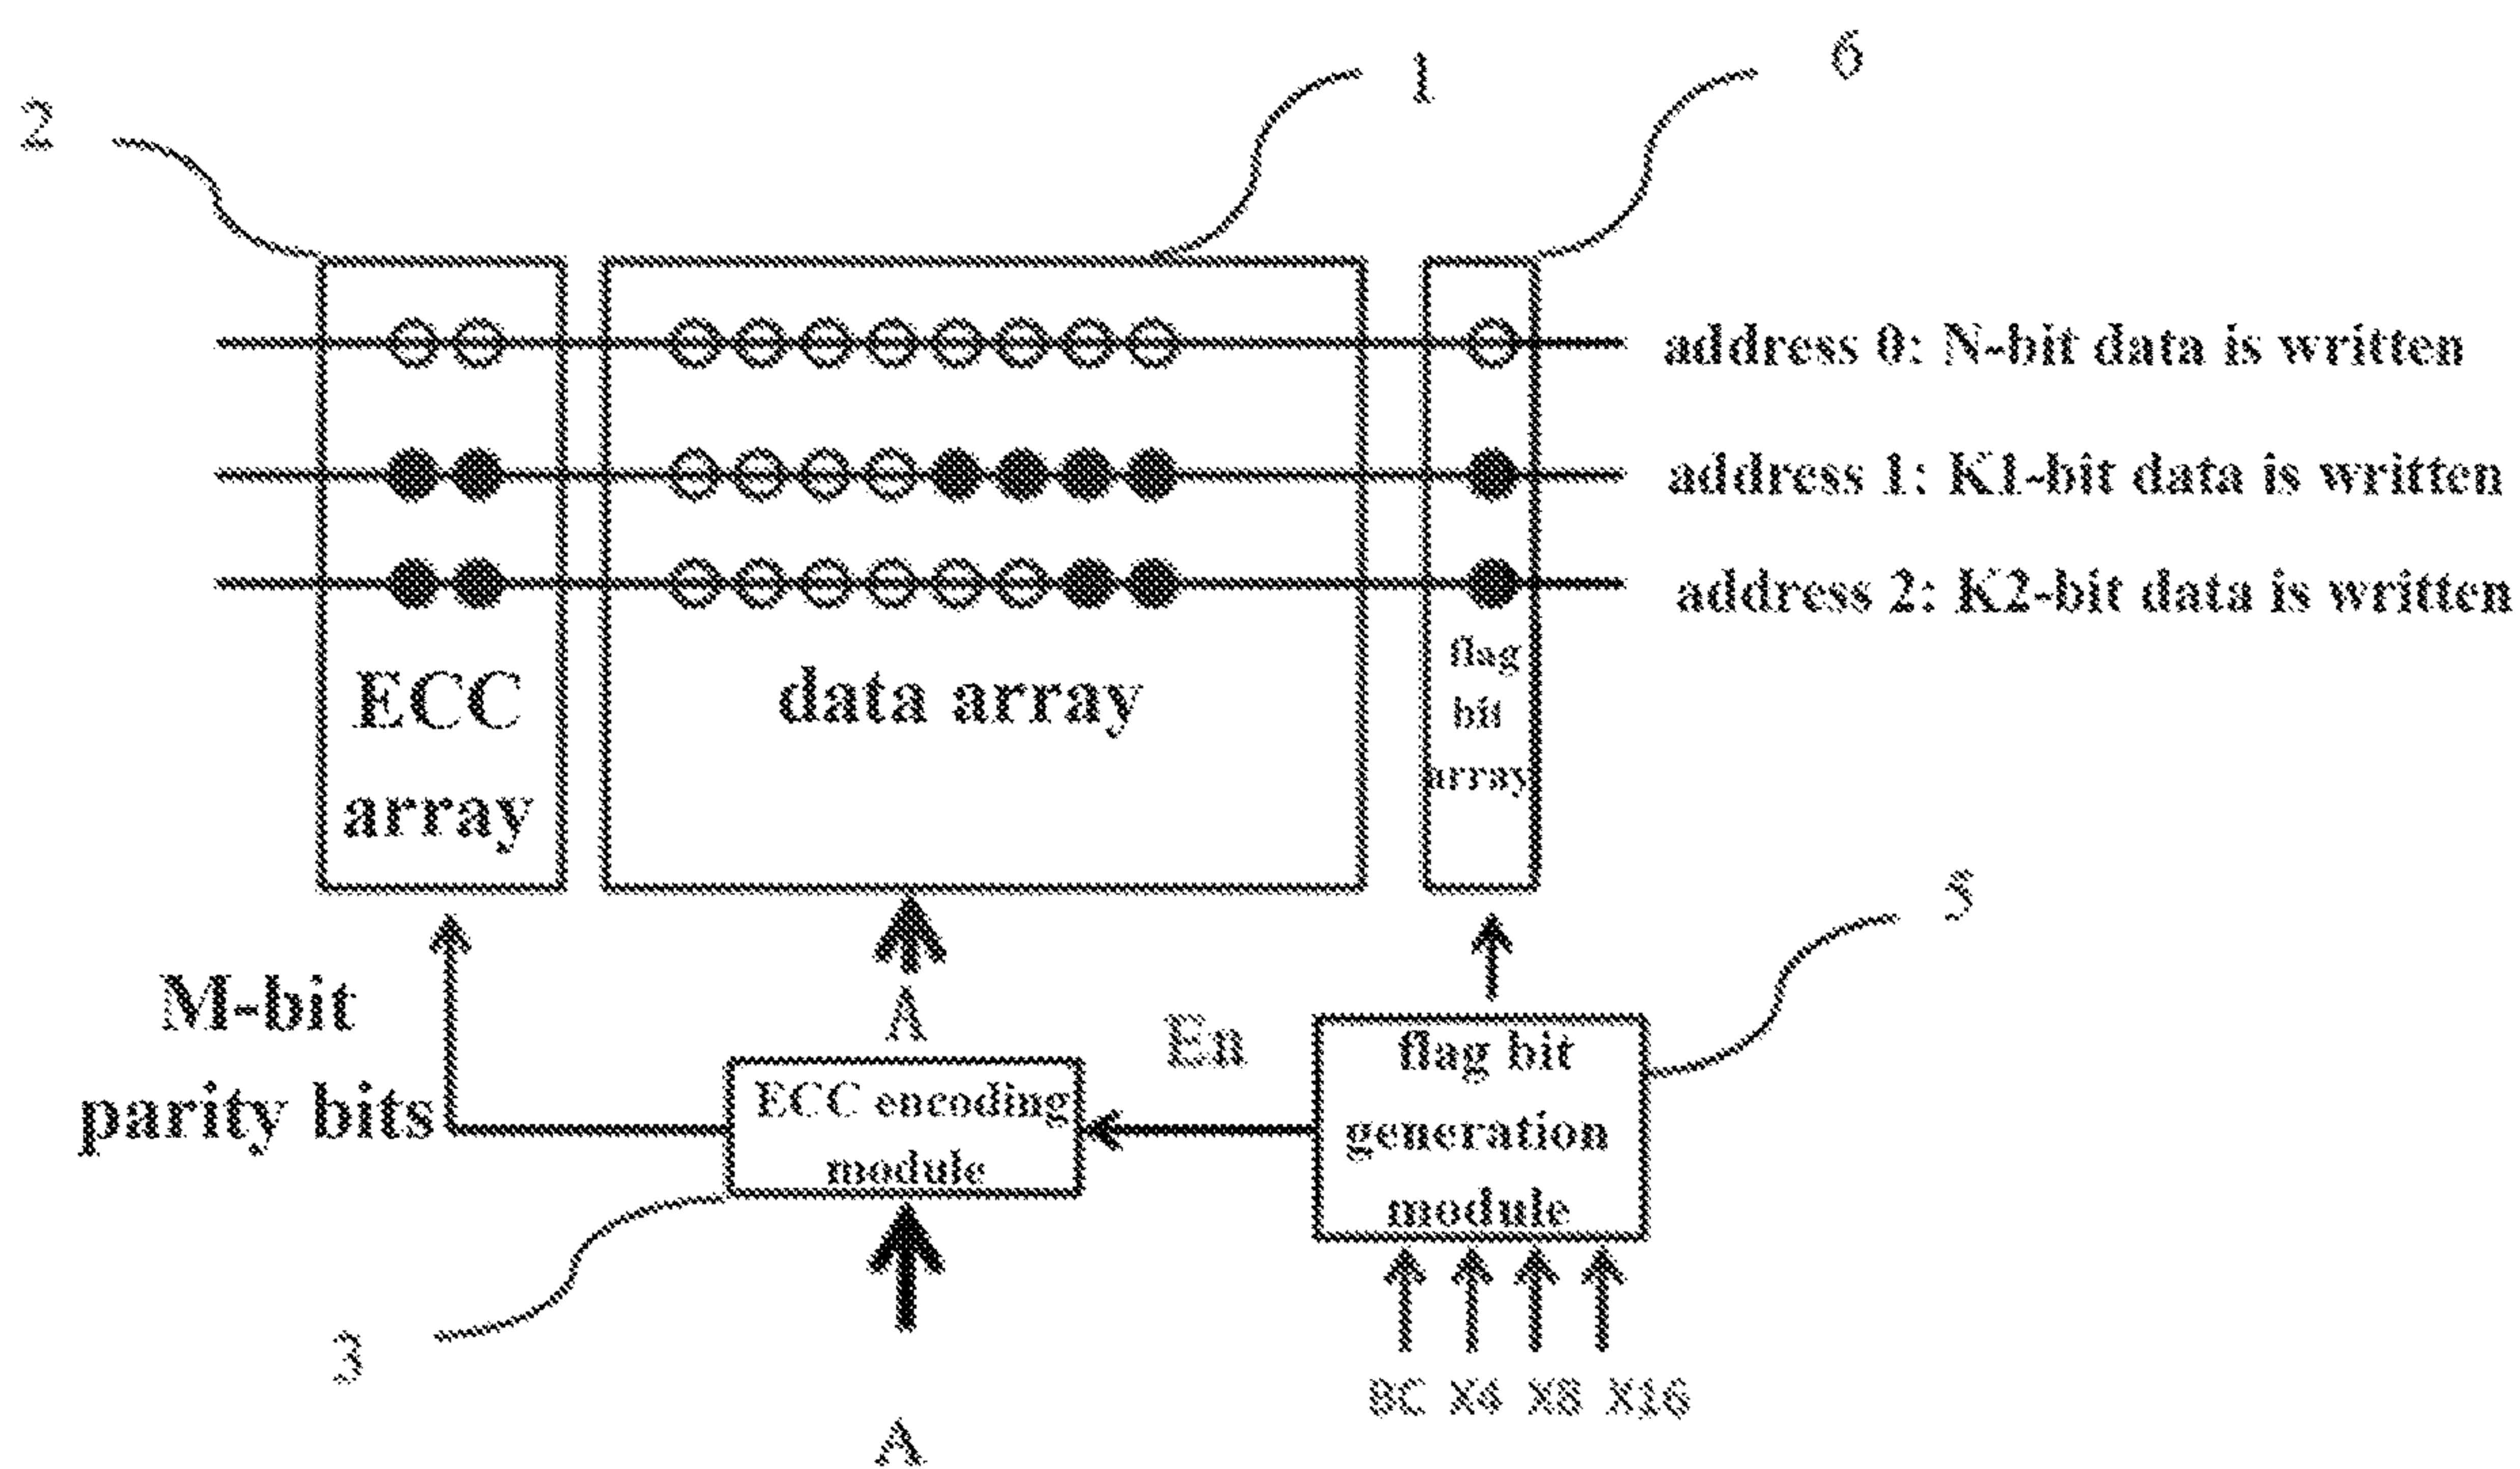 6
1
2
address 0: N-bit data is written
address 1: K1-bit data is written
address 2: K2-bit data is written
flag
bit
array
ECC
array
data array
5
M-bit
parity bits
A
En
flag bit
generation
module
ECC encoding
module
3
BC X4 X8 X16
A